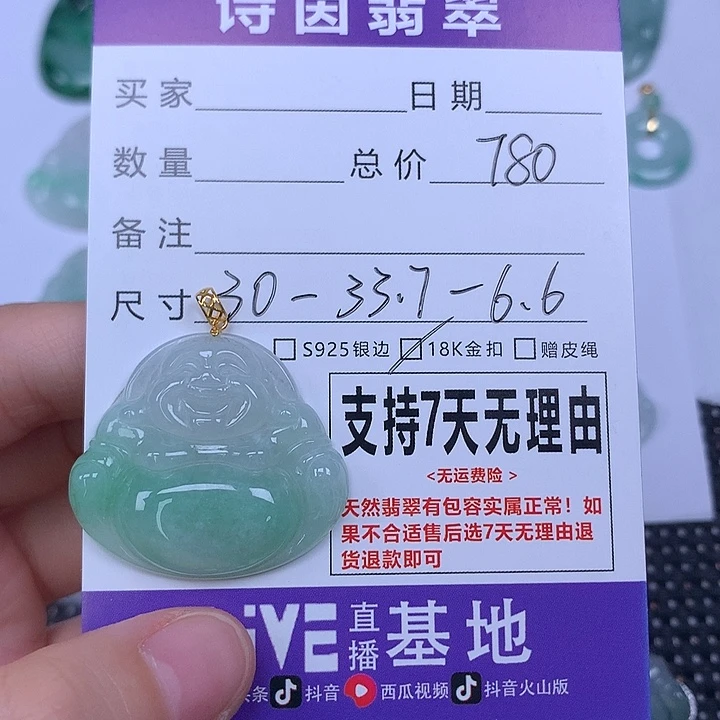 诗因翡翠
买家 日期
数量 总价 780
备注
尺寸 30-33.7-6.6
S925银边 18K金扣 赠皮绳
支持7天无理由
<无运费险>
天然翡翠有包容实属正常！如
果不合适售后选7天无理由退
货退款即可
LiVE 直播 基地
头条 抖音 西瓜视频 抖音火山版